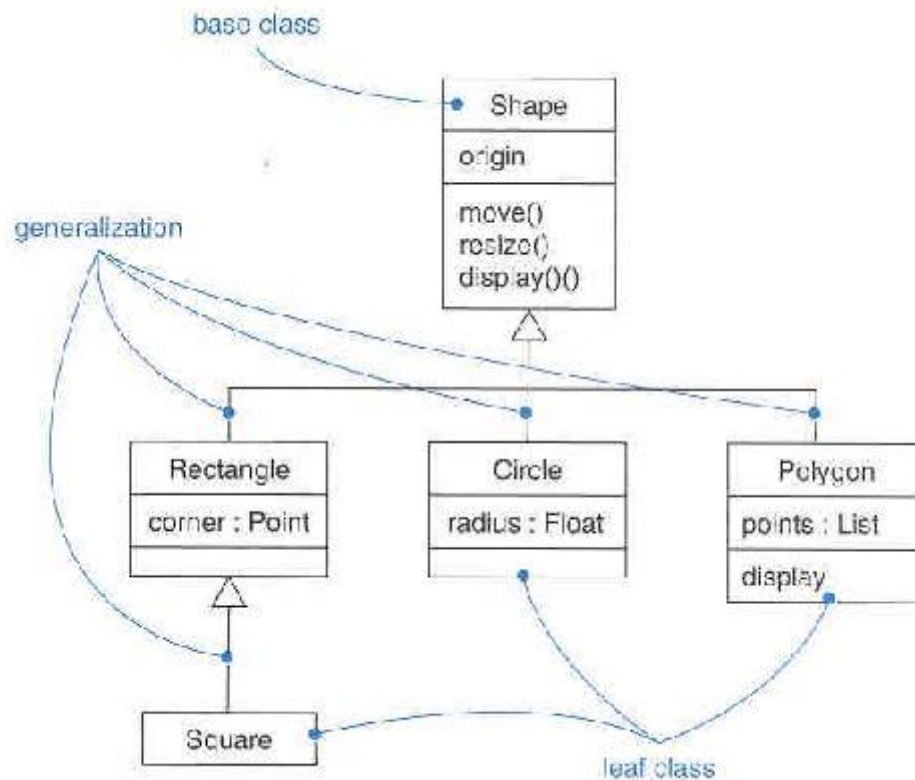 base class
Shape
origin
move()
resize()
display()()
generalization
Rectangle
corner : Point
Circle
radius : Float
Polygon
points : List
display
Square
leaf class